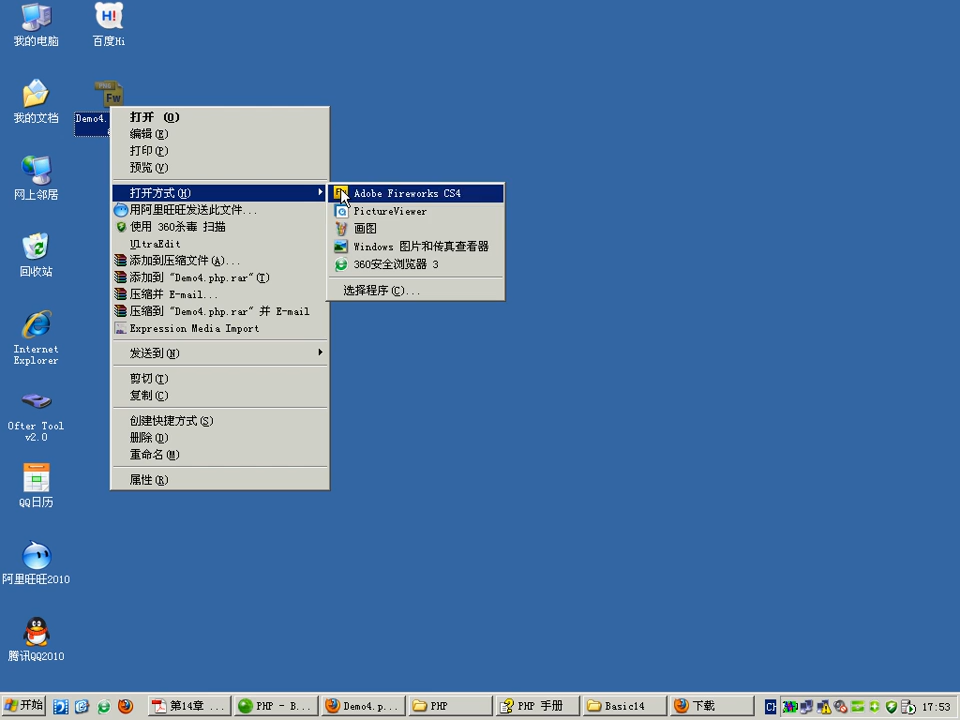 我的电脑
百度Hi
我的文档
Demo4.
网上邻居
回收站
Internet
Explorer
Ofter Tool
v2.0
QQ日历
阿里旺旺2010
腾讯QQ2010
打开 (O)
编辑(E)
打印(P)
预览(V)
打开方式(H)
用阿里旺旺发送此文件...
使用 360杀毒 扫描
UltraEdit
添加到压缩文件(A)...
添加到 "Demo4.php.rar"(T)
压缩并 E-mail...
压缩到 "Demo4.php.rar" 并 E-mail
Expression Media Import
发送到(N)
剪切(T)
复制(C)
创建快捷方式(S)
删除(D)
重命名(M)
属性(R)
Adobe Fireworks CS4
PictureViewer
画图
Windows 图片和传真查看器
360安全浏览器 3
选择程序(C)...
开始
第14章 ...
PHP - B...
Demo4.p...
PHP
PHP 手册
Basic14
下载
CH
17:53